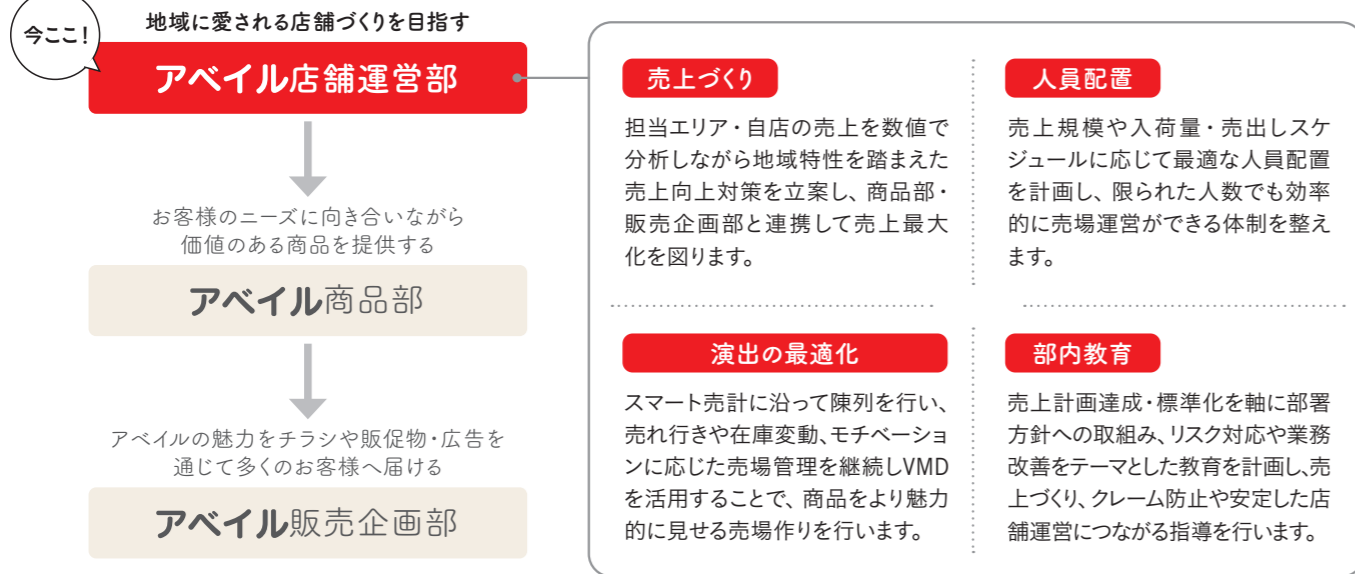 今ここ!
地域に愛される店舗づくりを目指す
アベイル店舗運営部
お客様のニーズに向き合いながら
価値のある商品を提供する
アベイル商品部
アベイルの魅力をチラシや販促物・広告を
通じて多くのお客様へ届ける
アベイル販売企画部
売上づくり
担当エリア・自店の売上を数値で
分析しながら地域特性を踏まえた
売上向上対策を立案し、商品部・
販売企画部と連携して売上最大
化を図ります。
人員配置
売上規模や入荷量・売出しスケ
ジュールに応じて最適な人員配置
を計画し、限られた人数でも効率
的に売場運営ができる体制を整え
ます。
演出の最適化
スマート売計に沿って陳列を行い、
売れ行きや在庫変動、モチベーショ
ンに応じた売場管理を継続しVMD
を活用することで、商品をより魅力
的に見せる売場作りを行います。
部内教育
売上計画達成・標準化を軸に部署
方針への取組み、リスク対応や業務
改善をテーマとした教育を計画し、売
上づくり、クレーム防止や安定した店
舗運営につながる指導を行います。